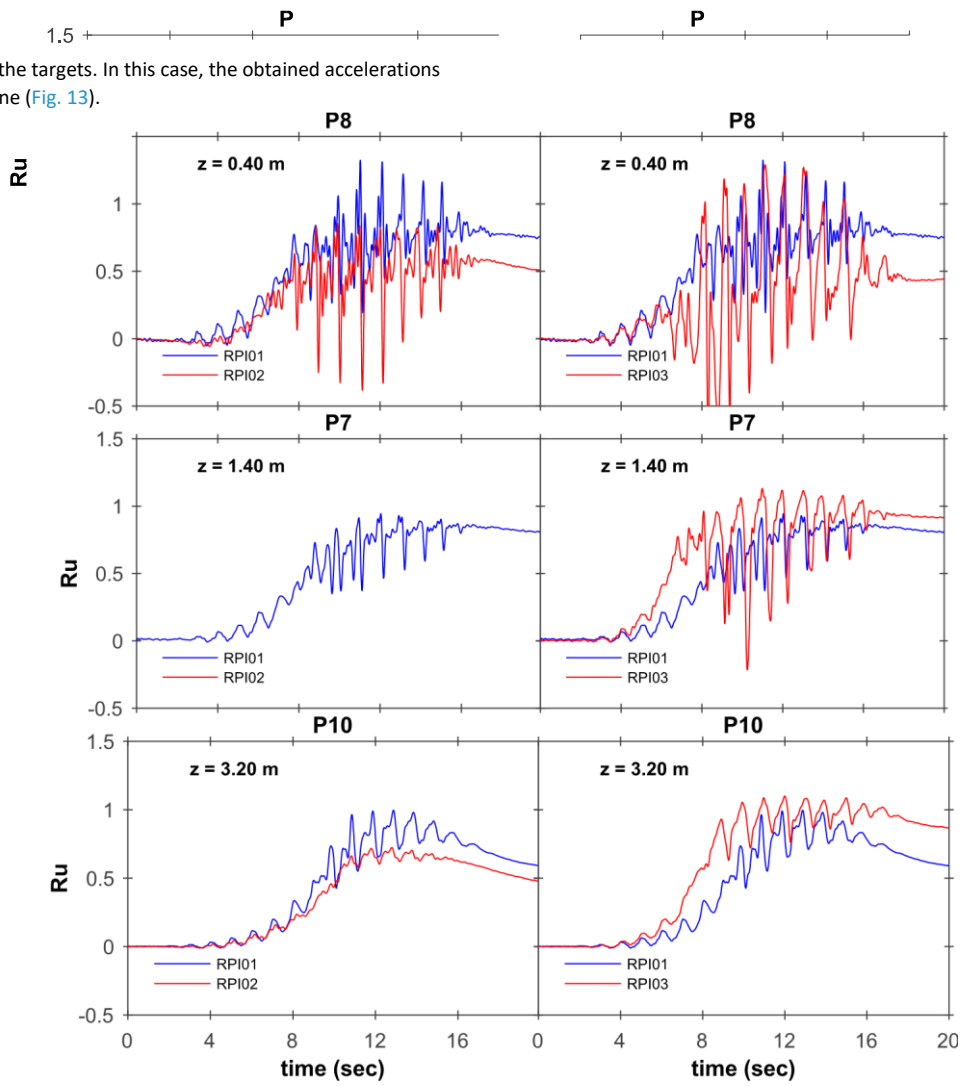 P P
1.5
the targets. In this case, the obtained accelerations
ne (Fig. 13).
P8 P8
Ru
z = 0.40 m z = 0.40 m
1
0.5
0
RPI01 RPI01
RPI02 RPI03
-0.5
P7 P7
1.5
z = 1.40 m z = 1.40 m
1
Ru
0.5
0
RPI01 RPI01
RPI02 RPI03
-0.5
P10 P10
1.5
z = 3.20 m z = 3.20 m
1
Ru
0.5
0
RPI01 RPI01
RPI02 RPI03
-0.5
0 4 8 12 16 0 4 8 12 16 20
time (sec) time (sec)